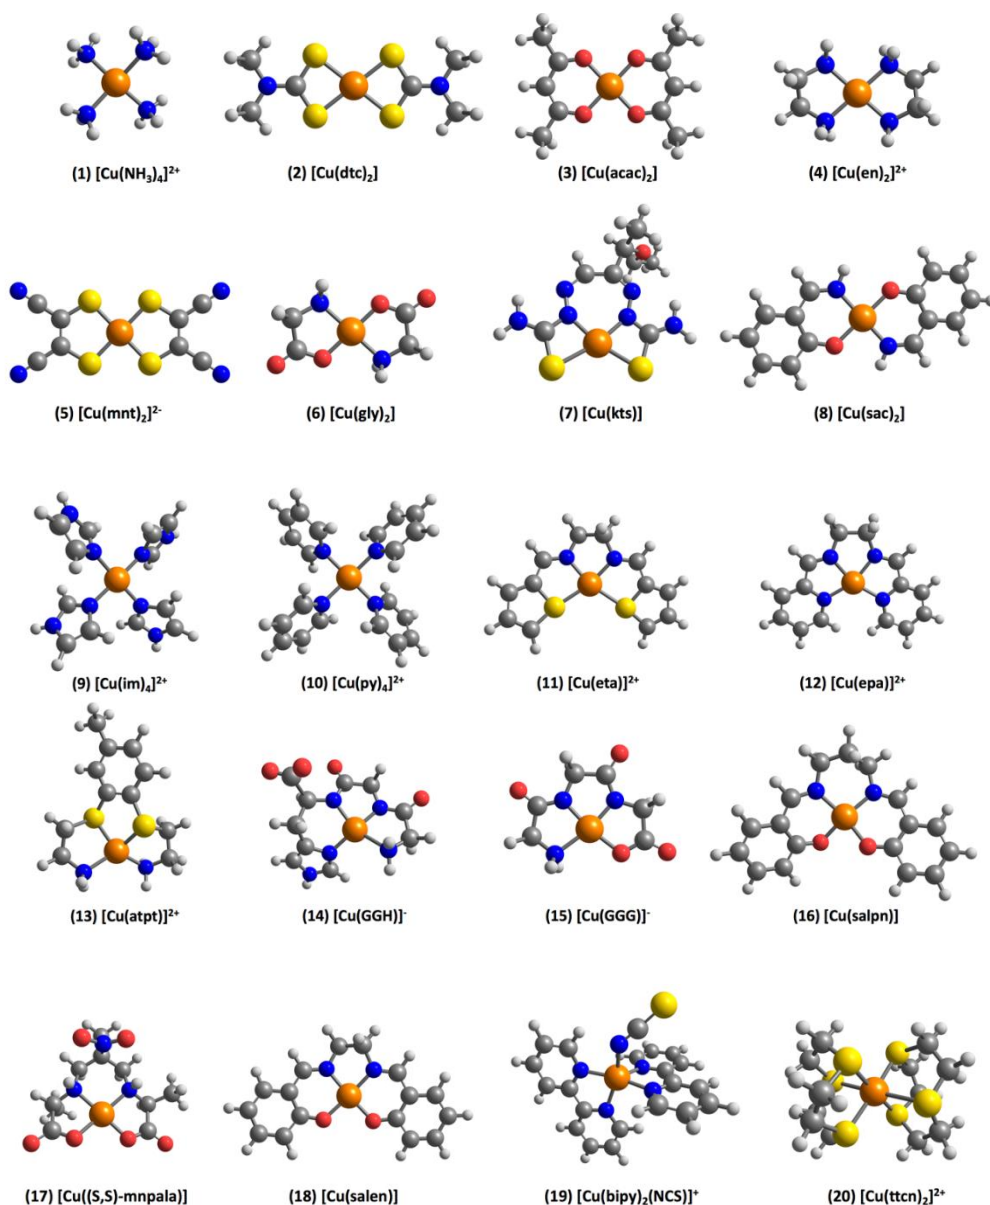 (1) [Cu(NH₃)₄]²⁺
(2) [Cu(dtc)₂]
(3) [Cu(acac)₂]
(4) [Cu(en)₂]²⁺
(5) [Cu(mnt)₂]²⁻
(6) [Cu(gly)₂]
(7) [Cu(kts)]
(8) [Cu(sac)₂]
(9) [Cu(im)₄]²⁺
(10) [Cu(py)₄]²⁺
(11) [Cu(eta)]²⁺
(12) [Cu(epa)]²⁺
(13) [Cu(atpt)]²⁺
(14) [Cu(GGH)]⁻
(15) [Cu(GGG)]⁻
(16) [Cu(salpn)]
(17) [Cu((S,S)-mnpala)]
(18) [Cu(salen)]
(19) [Cu(bipy)₂(NCS)]⁺
(20) [Cu(ttcn)₂]²⁺